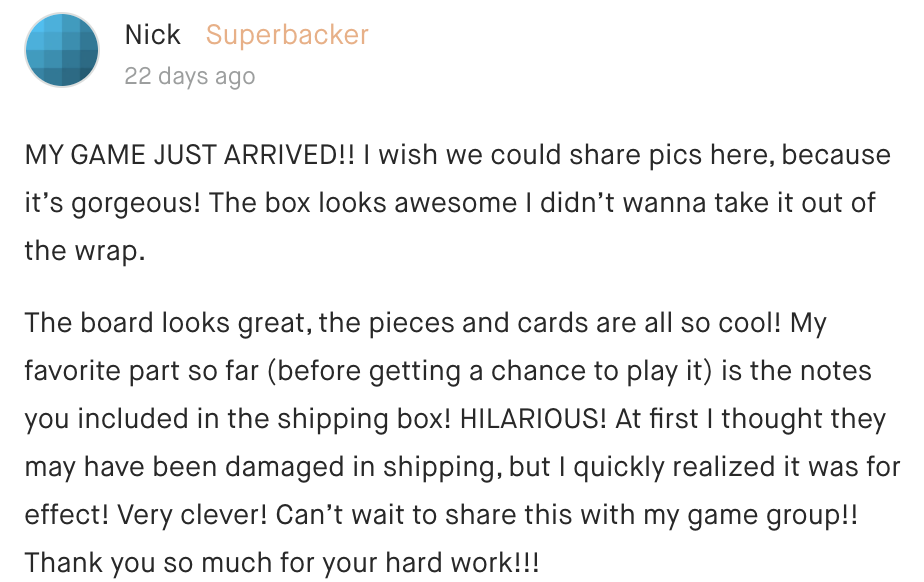 Nick Superbacker
22 days ago
MY GAME JUST ARRIVED!! I wish we could share pics here, because
it’s gorgeous! The box looks awesome I didn’t wanna take it out of
the wrap.
The board looks great, the pieces and cards are all so cool! My
favorite part so far (before getting a chance to play it) is the notes
you included in the shipping box! HILARIOUS! At first I thought they
may have been damaged in shipping, but I quickly realized it was for
effect! Very clever! Can’t wait to share this with my game group!!
Thank you so much for your hard work!!!